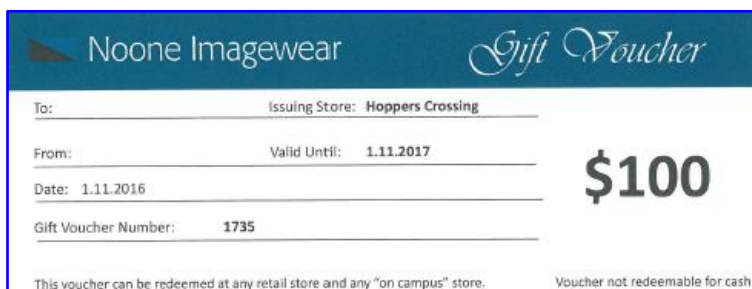 Noone Imagewear Gift Voucher
To: Issuing Store: Hoppers Crossing
From: Valid Until: 1.11.2017
$100
Date: 1.11.2016
Gift Voucher Number: 1735
This voucher can be redeemed at any retail store and any "on campus" store. Voucher not redeemable for cash